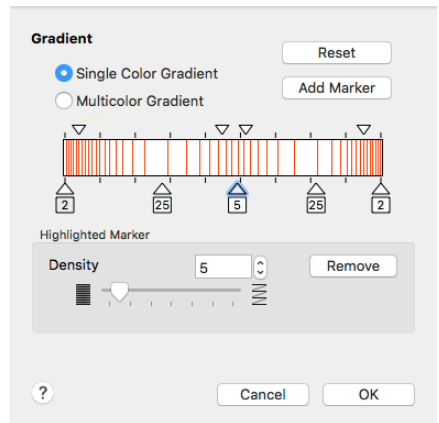 Gradient
Reset
Single Color Gradient
Add Marker
Multicolor Gradient
2 25 5 25 2
Highlighted Marker
Density 5 Remove
? Cancel OK